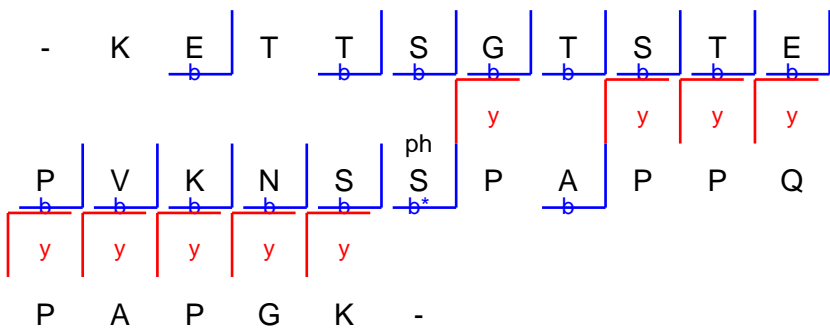 - K E T T S G T S T E
b b b b b b b b
y y y y
ph
P V K N S S P A P P Q
b b b b b b* b
y y y y y
P A P G K -